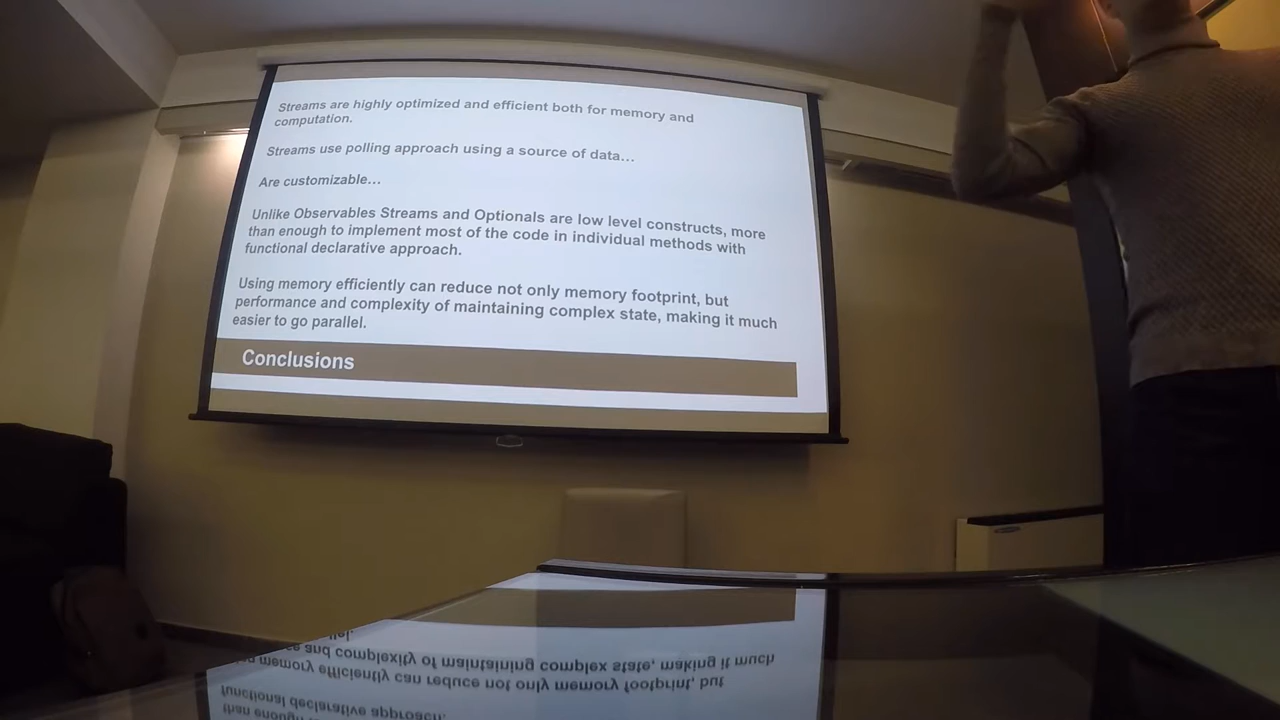 Streams are highly optimized and efficient both for memory and
computation.
Streams use polling approach using a source of data...
Are customizable...
Unlike Observables Streams and Optionals are low level constructs, more
than enough to implement most of the code in individual methods with
functional declarative approach.
Using memory efficiently can reduce not only memory footprint, but
performance and complexity of maintaining complex state, making it much
easier to go parallel.
Conclusions